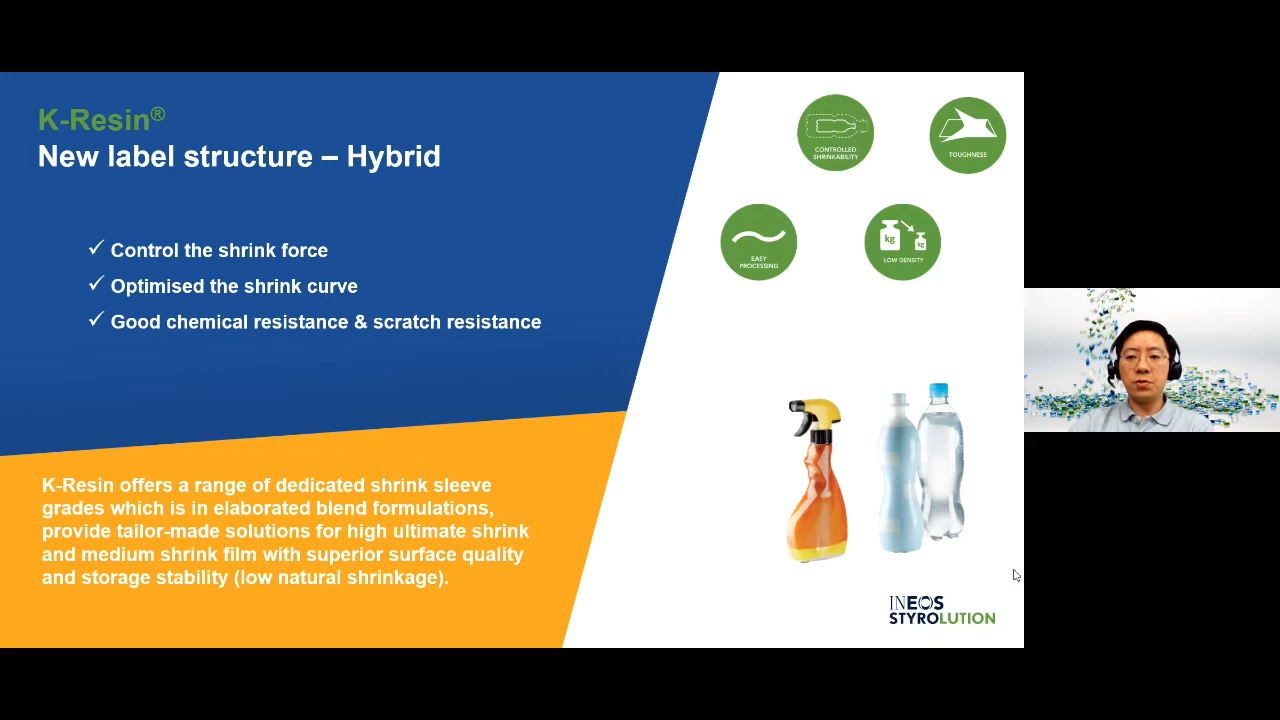 K-Resin®
New label structure – Hybrid
✓ Control the shrink force
✓ Optimised the shrink curve
✓ Good chemical resistance & scratch resistance
K-Resin offers a range of dedicated shrink sleeve
grades which is in elaborated blend formulations,
provide tailor-made solutions for high ultimate shrink
and medium shrink film with superior surface quality
and storage stability (low natural shrinkage).
CONTROLLED
SHRINKABILITY
TOUGHNESS
EASY
PROCESSING
kg
kg
LOW DENSITY
INEOS
STYROLUTION